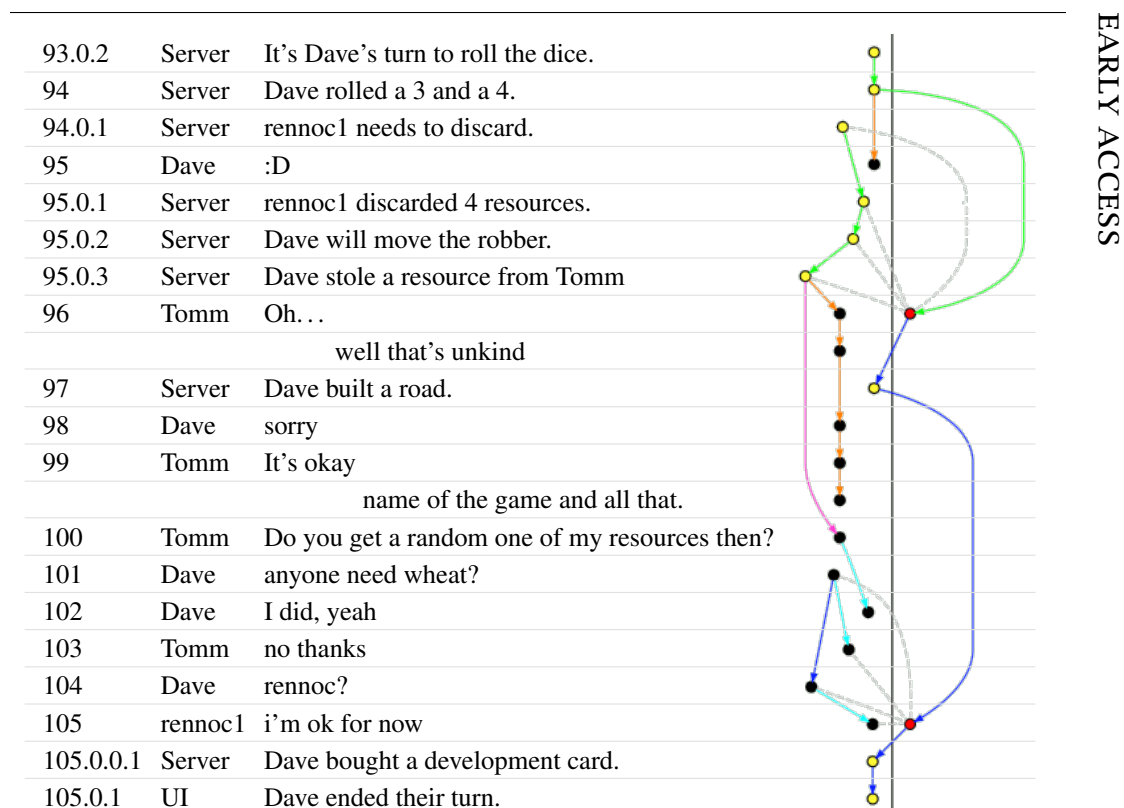 93.0.2 Server It's Dave's turn to roll the dice.
94 Server Dave rolled a 3 and a 4.
94.0.1 Server rennoc1 needs to discard.
95 Dave :D
95.0.1 Server rennoc1 discarded 4 resources.
95.0.2 Server Dave will move the robber.
95.0.3 Server Dave stole a resource from Tomm
96 Tomm Oh...
well that's unkind
97 Server Dave built a road.
98 Dave sorry
99 Tomm It's okay
name of the game and all that.
100 Tomm Do you get a random one of my resources then?
101 Dave anyone need wheat?
102 Dave I did, yeah
103 Tomm no thanks
104 Dave rennoc?
105 rennoc1 i'm ok for now
105.0.0.1 Server Dave bought a development card.
105.0.1 UI Dave ended their turn.
EARLY ACCESS